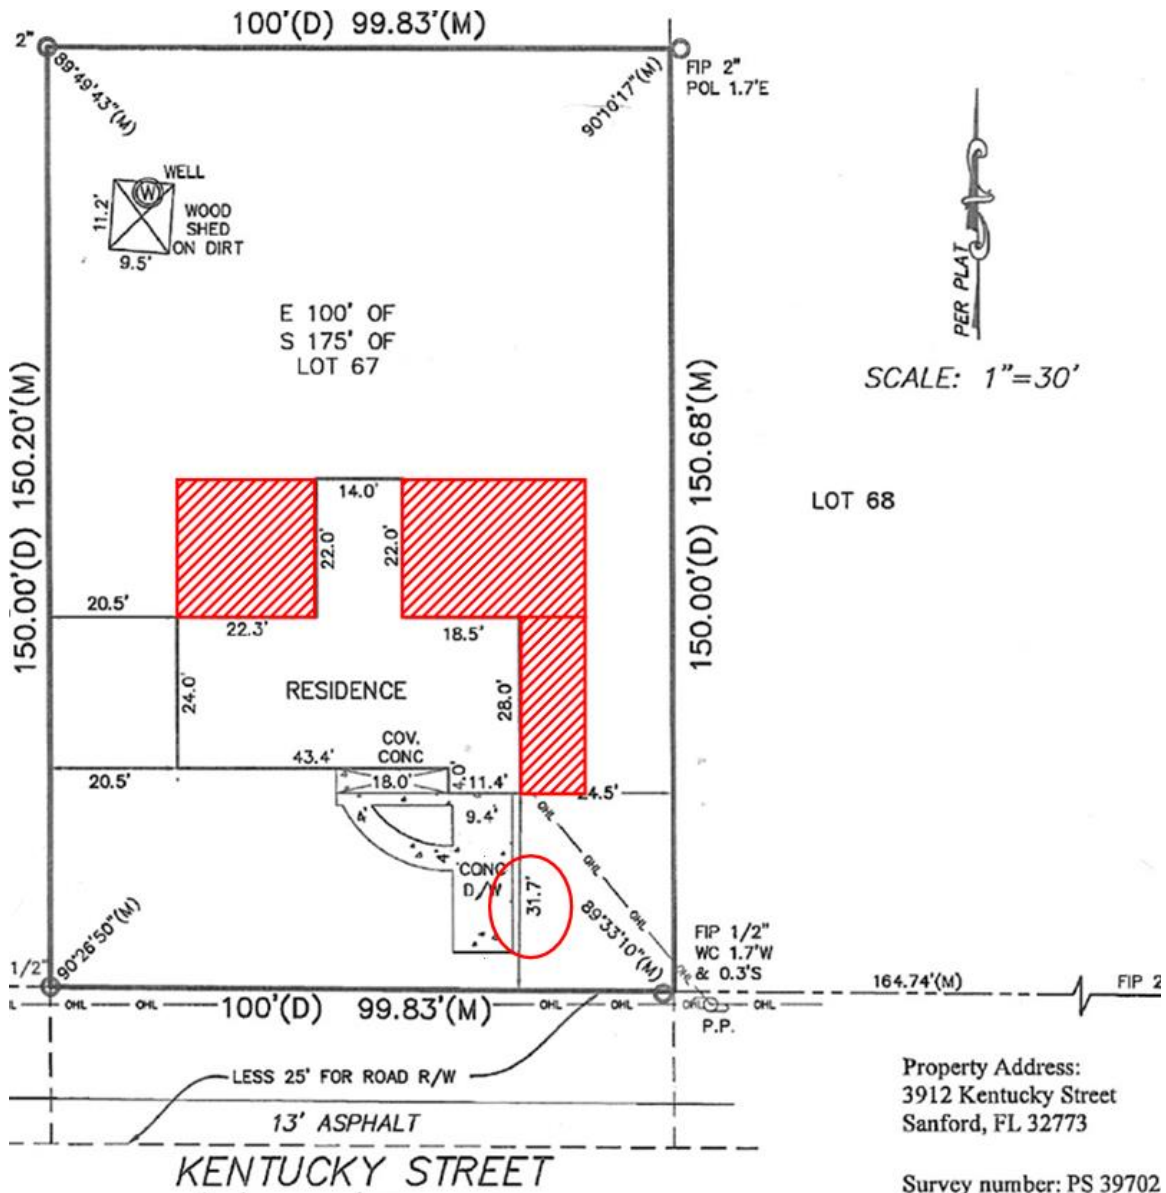 100'(D) 99.83'(M)
2"
89°49'43"(M)
90°10'17"(M)
FIP 2"
POL 1.7'E
WELL
W
WOOD
SHED
ON DIRT
11.2'
9.5'
PER PLAT
SCALE: 1"=30'
E 100' OF
S 175' OF
LOT 67
150.00'(D) 150.20'(M)
150.00'(D) 150.68'(M)
LOT 68
14.0'
22.0'
22.0'
20.5'
22.3'
18.5'
24.0'
RESIDENCE
28.0'
COV.
CONC
43.4'
20.5'
18.0'
4.0'
11.4'
24.5'
4'
9.4'
4'
CONC
D/W
31.7'
OHL
OHL
OHL
OHL
OHL
90°26'50"(M)
89°33'10"(M)
FIP 1/2"
WC 1.7'W
& 0.3'S
1/2"
164.74'(M)
FIP 2
OHL OHL
100'(D) 99.83'(M)
OHL OHL OHL OHL
P.P.
LESS 25' FOR ROAD R/W
13' ASPHALT
KENTUCKY STREET
Property Address:
3912 Kentucky Street
Sanford, FL 32773
Survey number: PS 39702